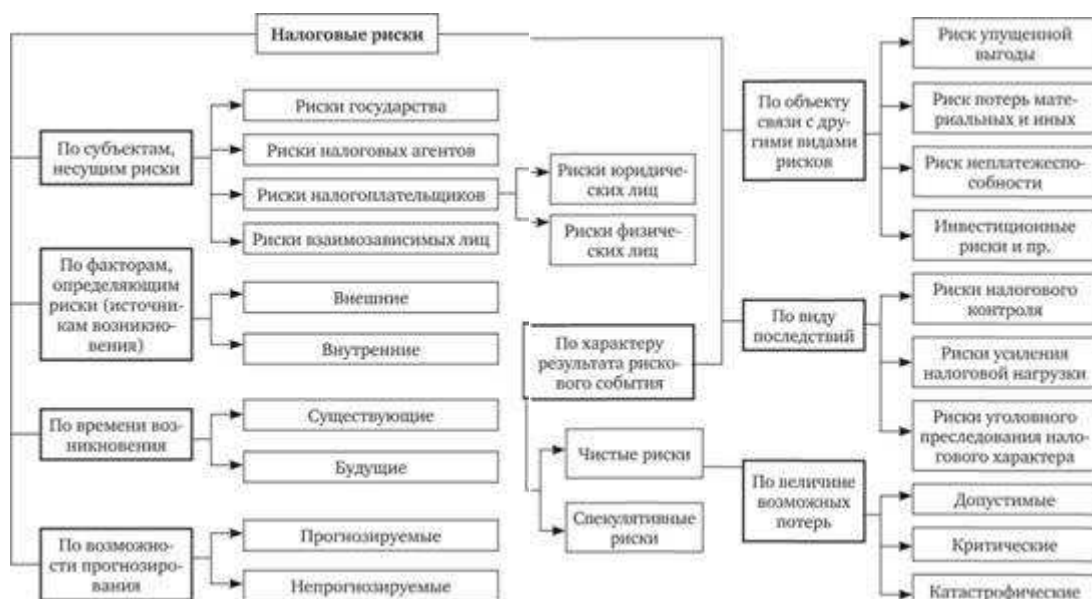 Налоговые риски
По субъектам,
несущим риски
Риски государства
Риски налоговых агентов
Риски налогоплательщиков
Риски взаимозависимых лиц
Риски юридиче-
ских лиц
Риски физиче-
ских лиц
По факторам,
определяющим
риски (источни-
кам возникно-
вения)
Внешние
Внутренние
По времени воз-
никновения
Существующие
Будущие
По возможно-
сти прогнозиро-
вания
Прогнозируемые
Непрогнозируемые
По характеру
результата риско-
вого события
Чистые риски
Спекулятивные
риски
По объекту
связи с дру-
гими видами
рисков
Риск упущенной
выгоды
Риск потерь мате-
риальных и иных
Риск неплатежеспо-
собности
Инвестиционные
риски и пр.
По виду
последствий
Риски налогового
контроля
Риски усиления
налоговой нагрузки
Риски уголовного
преследования нало-
гового характера
По величине
возможных
потерь
Допустимые
Критические
Катастрофические